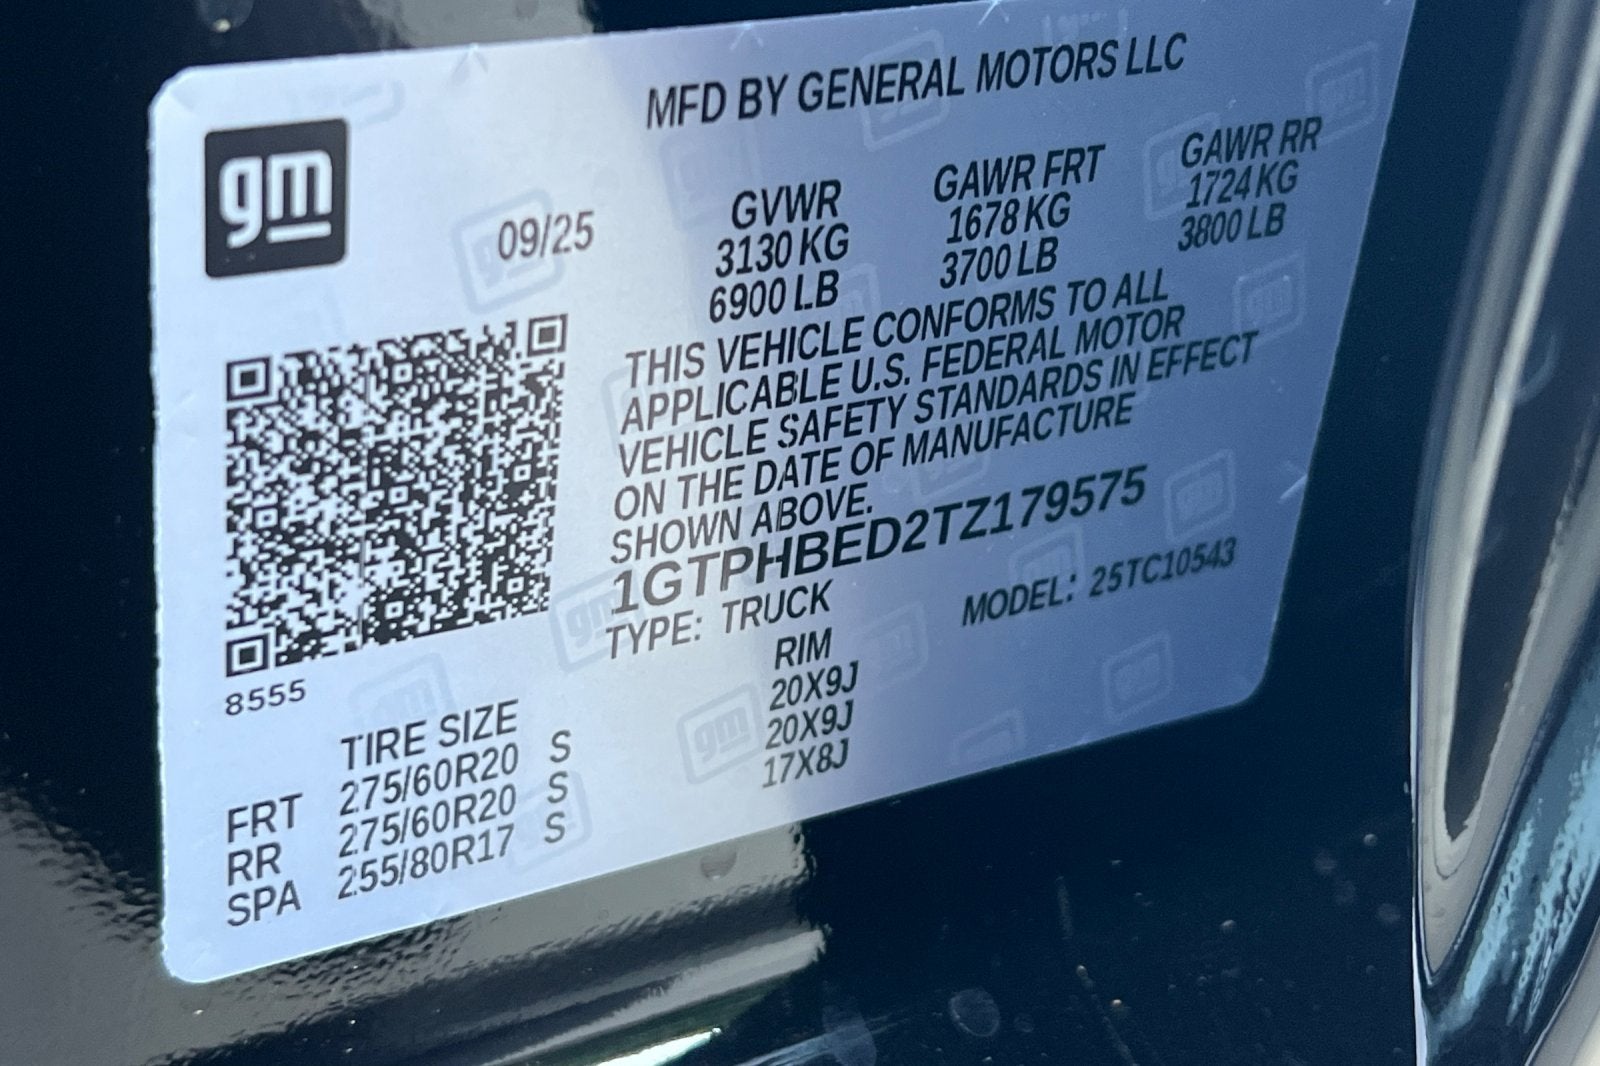 gm
MFD BY GENERAL MOTORS LLC
09/25
GVWR GAWR FRT GAWR RR
3130 KG 1678 KG 1724 KG
6900 LB 3700 LB 3800 LB
THIS VEHICLE CONFORMS TO ALL
APPLICABLE U.S. FEDERAL MOTOR
VEHICLE SAFETY STANDARDS IN EFFECT
ON THE DATE OF MANUFACTURE
SHOWN ABOVE.
1GTPHBED2TZ179575
TYPE: TRUCK MODEL: 25TC10543
8555
TIRE SIZE RIM
FRT 275/60R20 S 20X9J
RR 275/60R20 S 20X9J
SPA 255/80R17 S 17X8J